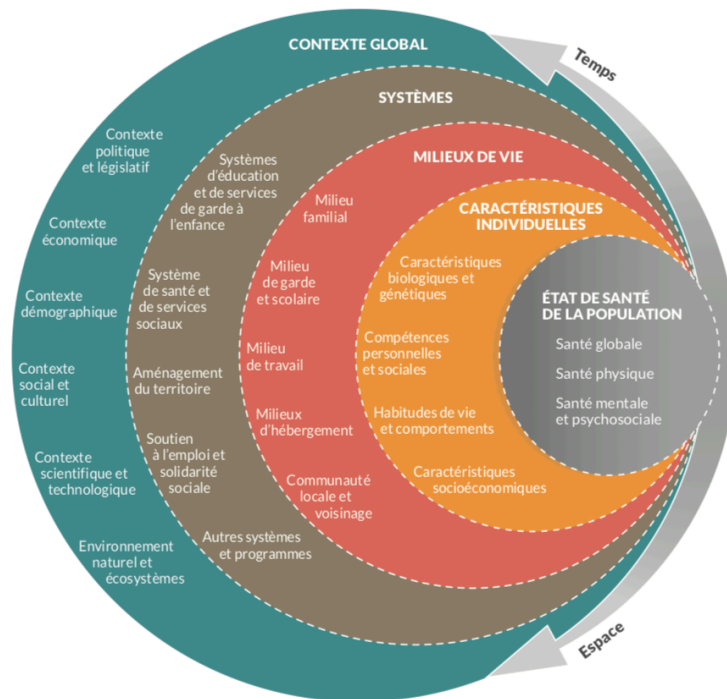 CONTEXTE GLOBAL
Temps
SYSTÈMES
MILIEUX DE VIE
CARACTÉRISTIQUES
INDIVIDUELLES
ÉTAT DE SANTÉ
DE LA POPULATION
Contexte
politique
et législatif
Contexte
économique
Contexte
démographique
Contexte
social et
culturel
Contexte
scientifique et
technologique
Environnement
naturel et
écosystèmes
Systèmes
d'éducation
et de services
de garde à
l'enfance
Système
de santé et
de services
sociaux
Aménagement
du territoire
Soutien
à l'emploi et
solidarité
sociale
Autres systèmes
et programmes
Milieu
familial
Milieu
de garde
et scolaire
Milieu
de travail
Milieux
d'hébergement
Communauté
locale et
voisinage
Caractéristiques
biologiques et
génétiques
Compétences
personnelles
et sociales
Habitudes de vie
et comportements
Caractéristiques
socioéconomiques
Santé globale
Santé physique
Santé mentale
et psychosociale
Espace